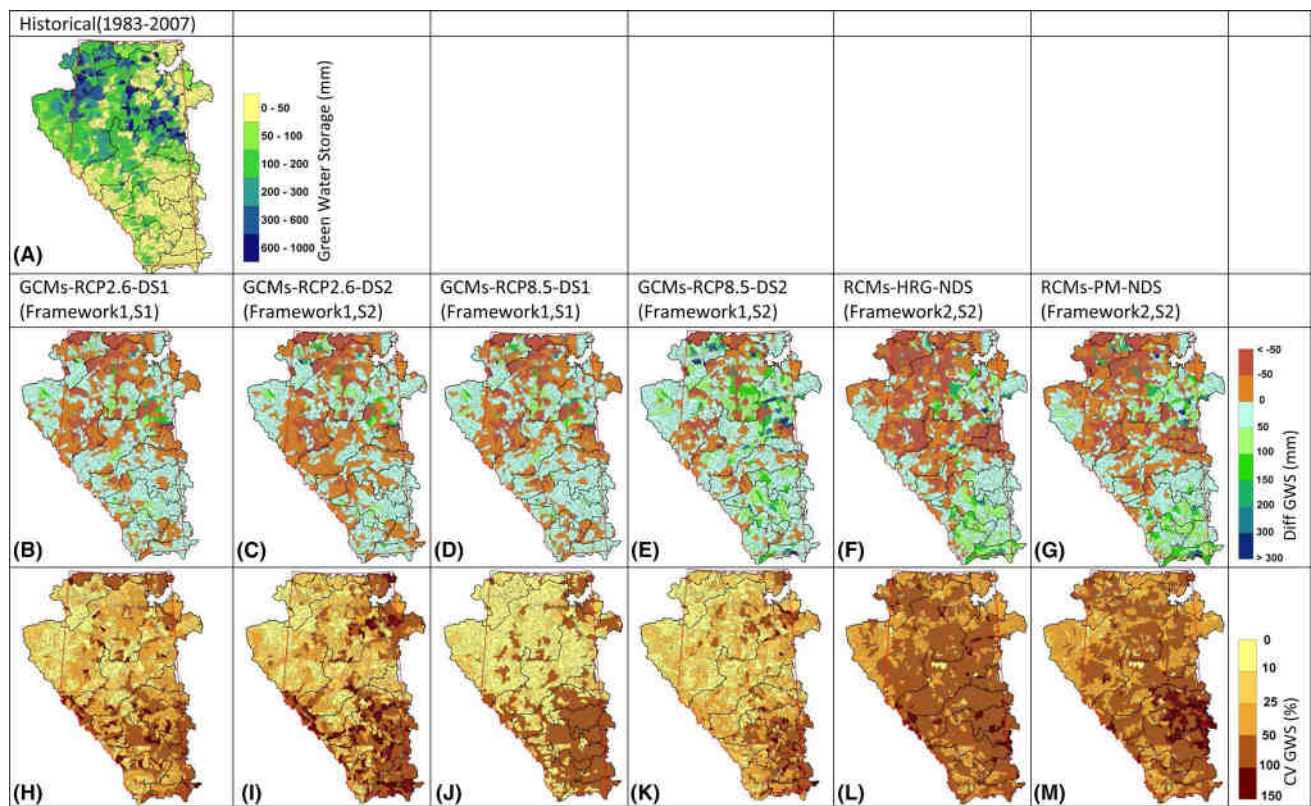 Historical(1983-2007)
0 - 50
50 - 100
100 - 200
200 - 300
300 - 600
600 - 1000
Green Water Storage (mm)
(A)
GCMs-RCP2.6-DS1
(Framework1,S1)
GCMs-RCP2.6-DS2
(Framework1,S2)
GCMs-RCP8.5-DS1
(Framework1,S1)
GCMs-RCP8.5-DS2
(Framework1,S2)
RCMs-HRG-NDS
(Framework2,S2)
RCMs-PM-NDS
(Framework2,S2)
(B)
(C)
(D)
(E)
(F)
(G)
< -50
-50
0
50
100
150
300
> 300
Diff GWS (mm)
(H)
(I)
(J)
(K)
(L)
(M)
0
10
25
50
100
150
CV GWS (%)